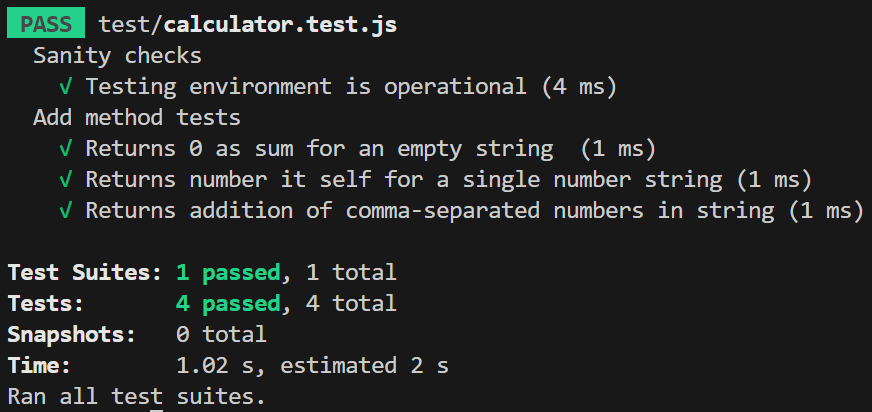 PASS test/calculator.test.js
Sanity checks
√ Testing environment is operational (4 ms)
Add method tests
√ Returns 0 as sum for an empty string  (1 ms)
√ Returns number it self for a single number string (1 ms)
√ Returns addition of comma-separated numbers in string (1 ms)
Test Suites: 1 passed, 1 total
Tests:       4 passed, 4 total
Snapshots:   0 total
Time:        1.02 s, estimated 2 s
Ran all test suites.